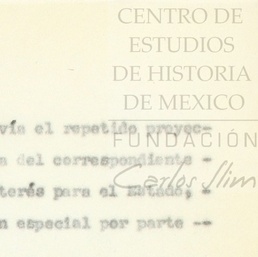 CENTRO DE
ESTUDIOS
DE HISTORIA
DE MEXICO
FUNDACIÓN
Carlos Slim
vía el repetido proyec-
a del correspondiente -
terés para el Estado, -
n especial por parte --